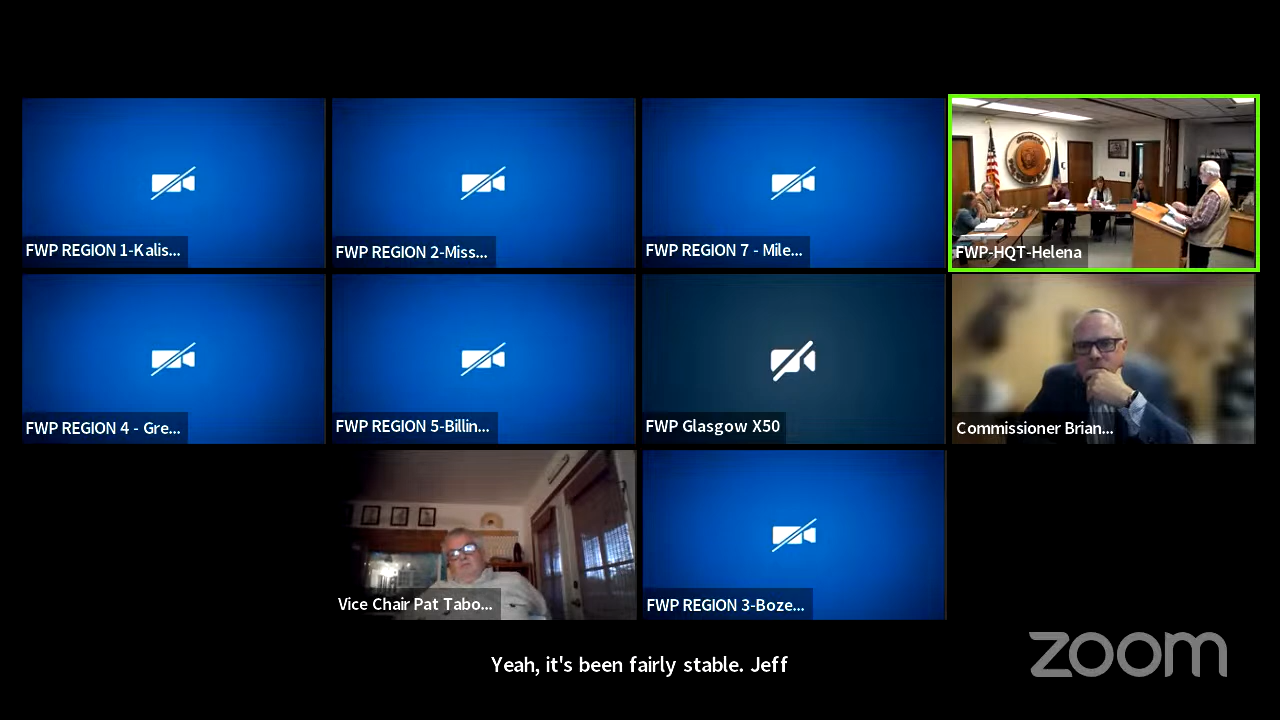 FWP REGION 1-Kalis...
FWP REGION 2-Miss...
FWP REGION 7 - Mile...
FWP-HQT-Helena
FWP REGION 4 - Gre...
FWP REGION 5-Billin...
FWP Glasgow X50
Commissioner Brian...
Vice Chair Pat Tabo...
FWP REGION 3-Boze...
Yeah, it's been fairly stable. Jeff
zoom